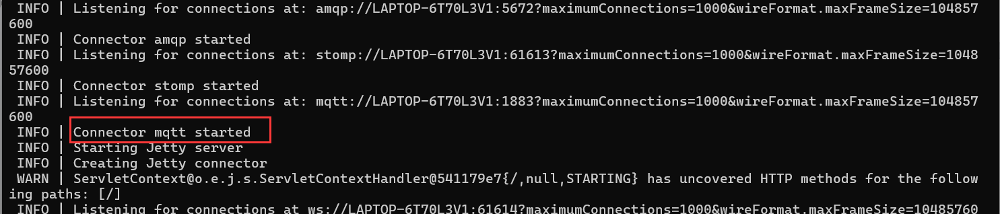 INFO | Listening for connections at: amqp://LAPTOP-6T70L3V1:5672?maximumConnections=1000&wireFormat.maxFrameSize=104857
600
INFO | Connector amqp started
INFO | Listening for connections at: stomp://LAPTOP-6T70L3V1:61613?maximumConnections=1000&wireFormat.maxFrameSize=1048
57600
INFO | Connector stomp started
INFO | Listening for connections at: mqtt://LAPTOP-6T70L3V1:1883?maximumConnections=1000&wireFormat.maxFrameSize=104857
600
INFO | Connector mqtt started
INFO | Starting Jetty server
INFO | Creating Jetty connector
WARN | ServletContext@o.e.j.s.ServletContextHandler@541179e7{/,null,STARTING} has uncovered HTTP methods for the follow
ing paths: [/]
INFO | Listening for connections at ws://LAPTOP-6T70L3V1:61614?maximumConnections=1000&wireFormat.maxFrameSize=10485760